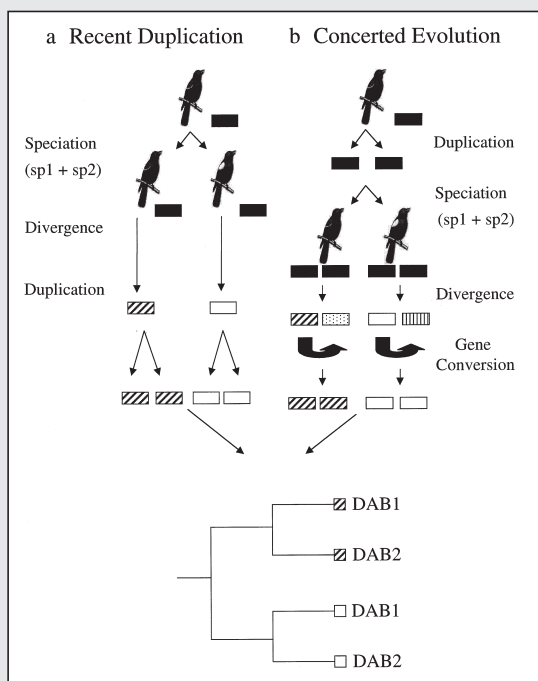 a Recent Duplication
Speciation
(sp1 + sp2)
Divergence
Duplication
b Concerted Evolution
Duplication
Speciation
(sp1 + sp2)
Divergence
Gene
Conversion
DAB1
DAB2
DAB1
DAB2